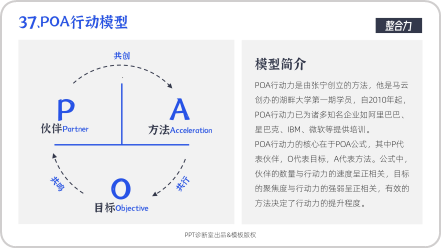 37.POA行动模型
整合力
共创
P
伙伴Partner
A
方法Acceleration
共鸣
共行
O
目标Objective
模型简介
POA行动力是由张宁创立的方法，他是马云
创办的湖畔大学第一期学员，自2010年起，
POA行动力已为诸多知名企业如阿里巴巴、
星巴克、IBM、微软等提供培训。
POA行动力的核心在于POA公式，其中P代
表伙伴，O代表目标，A代表方法。公式中，
伙伴的数量与行动力的速度呈正相关，目标
的聚焦度与行动力的强弱呈正相关，有效的
方法决定了行动力的提升程度。
PPT@新室出品&模板版权